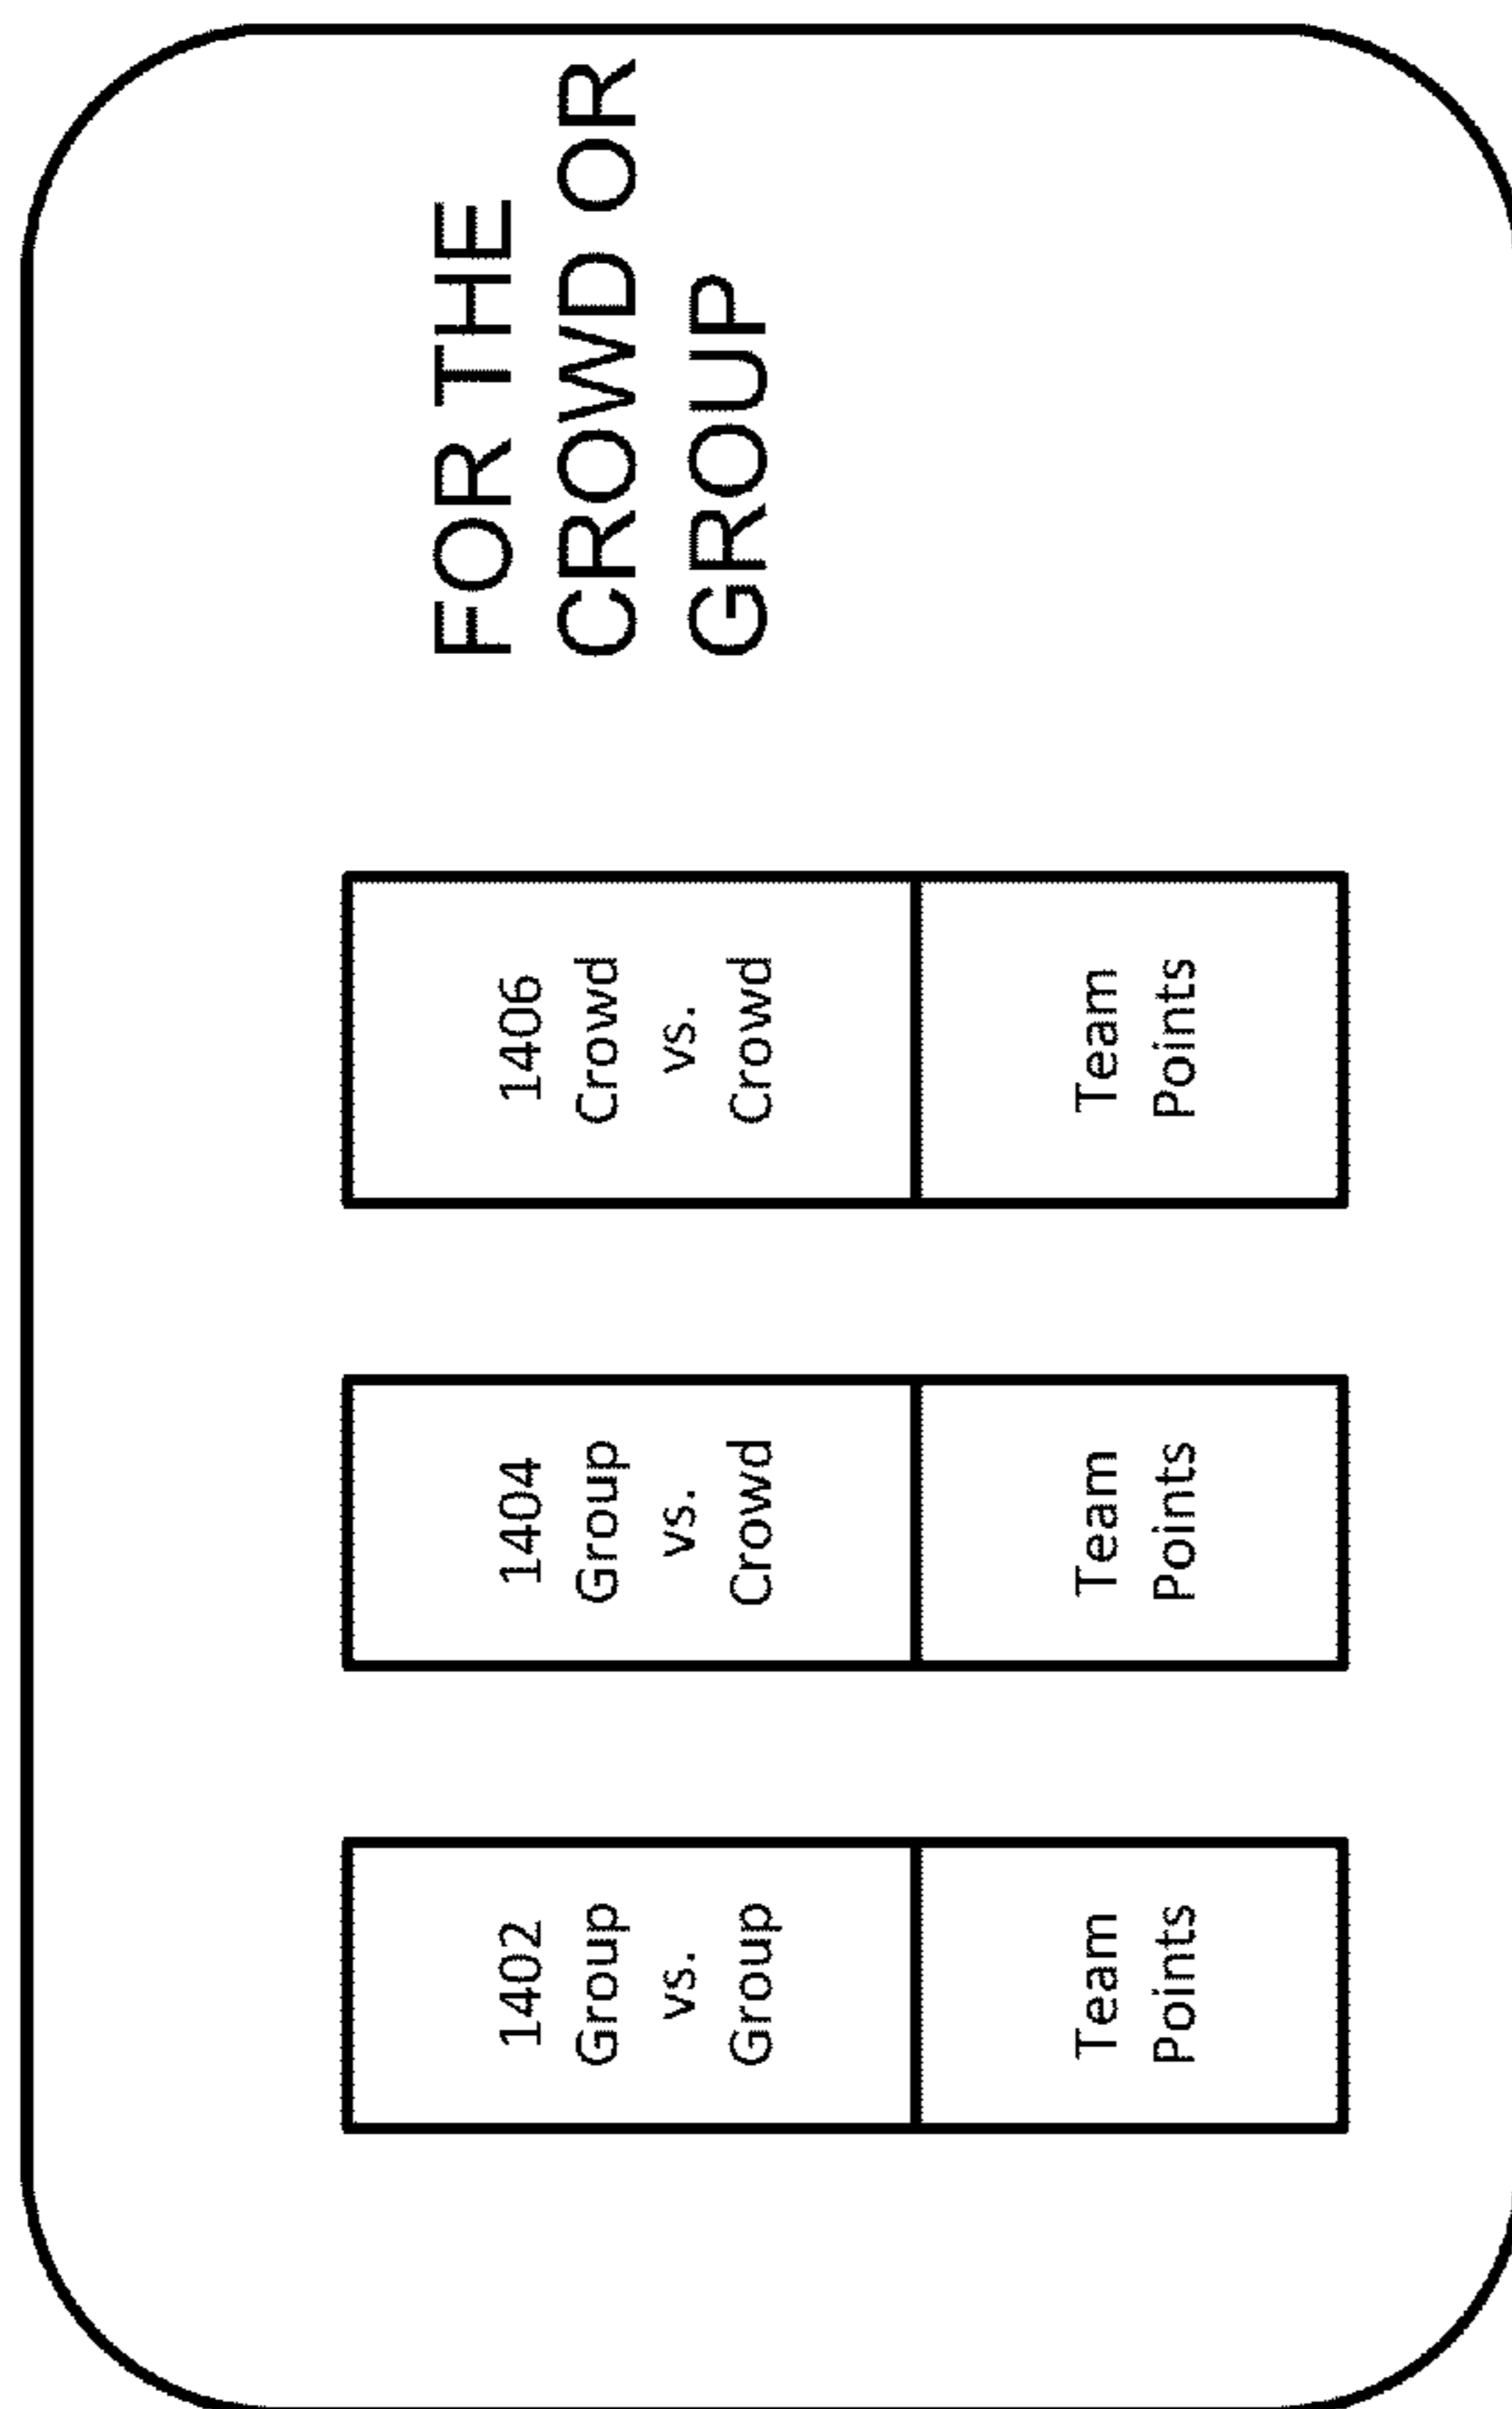 1402
Group
vs.
Group
Team
Points
1404
Group
vs.
Crowd
Team
Points
1406
Crowd
vs.
Crowd
Team
Points
FOR THE
CROWD OR
GROUP